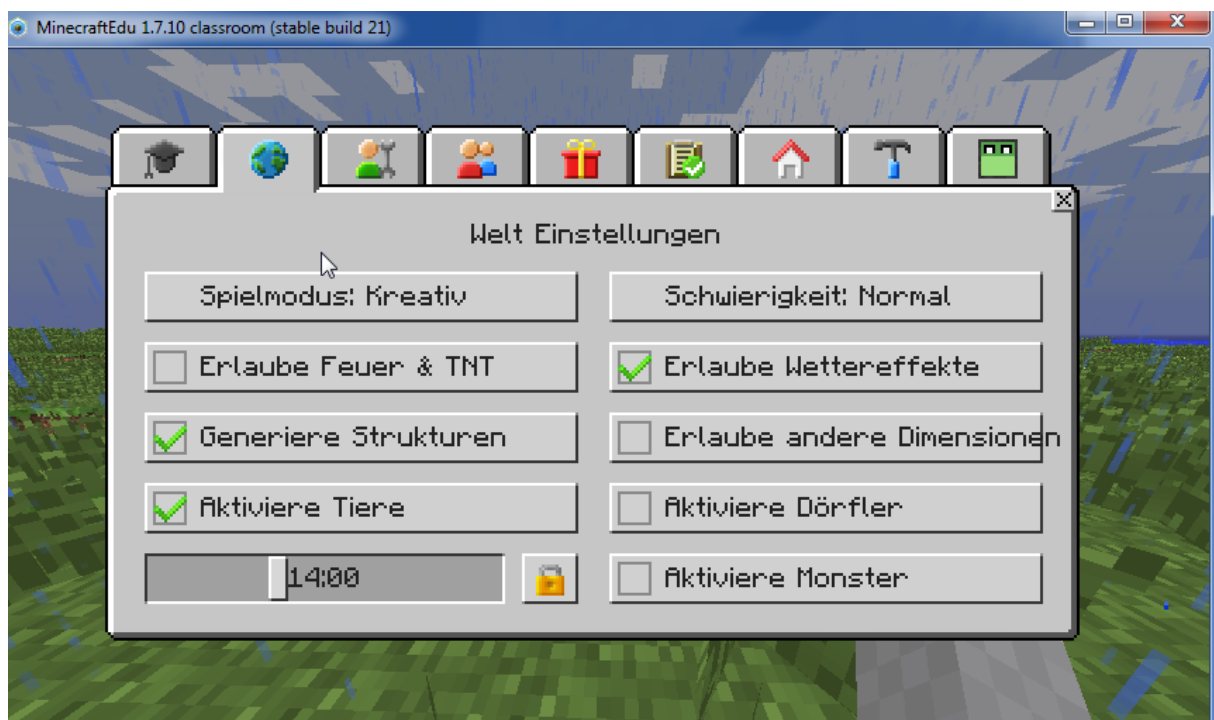 MinecraftEdu 1.7.10 classroom (stable build 21)
Welt Einstellungen
Spielmodus: Kreativ
Schwierigkeit: Normal
Erlaube Feuer & TNT
Erlaube Wettereffekte
Generiere Strukturen
Erlaube andere Dimensionen
Aktiviere Tiere
Aktiviere Dörfler
14:00
Aktiviere Monster